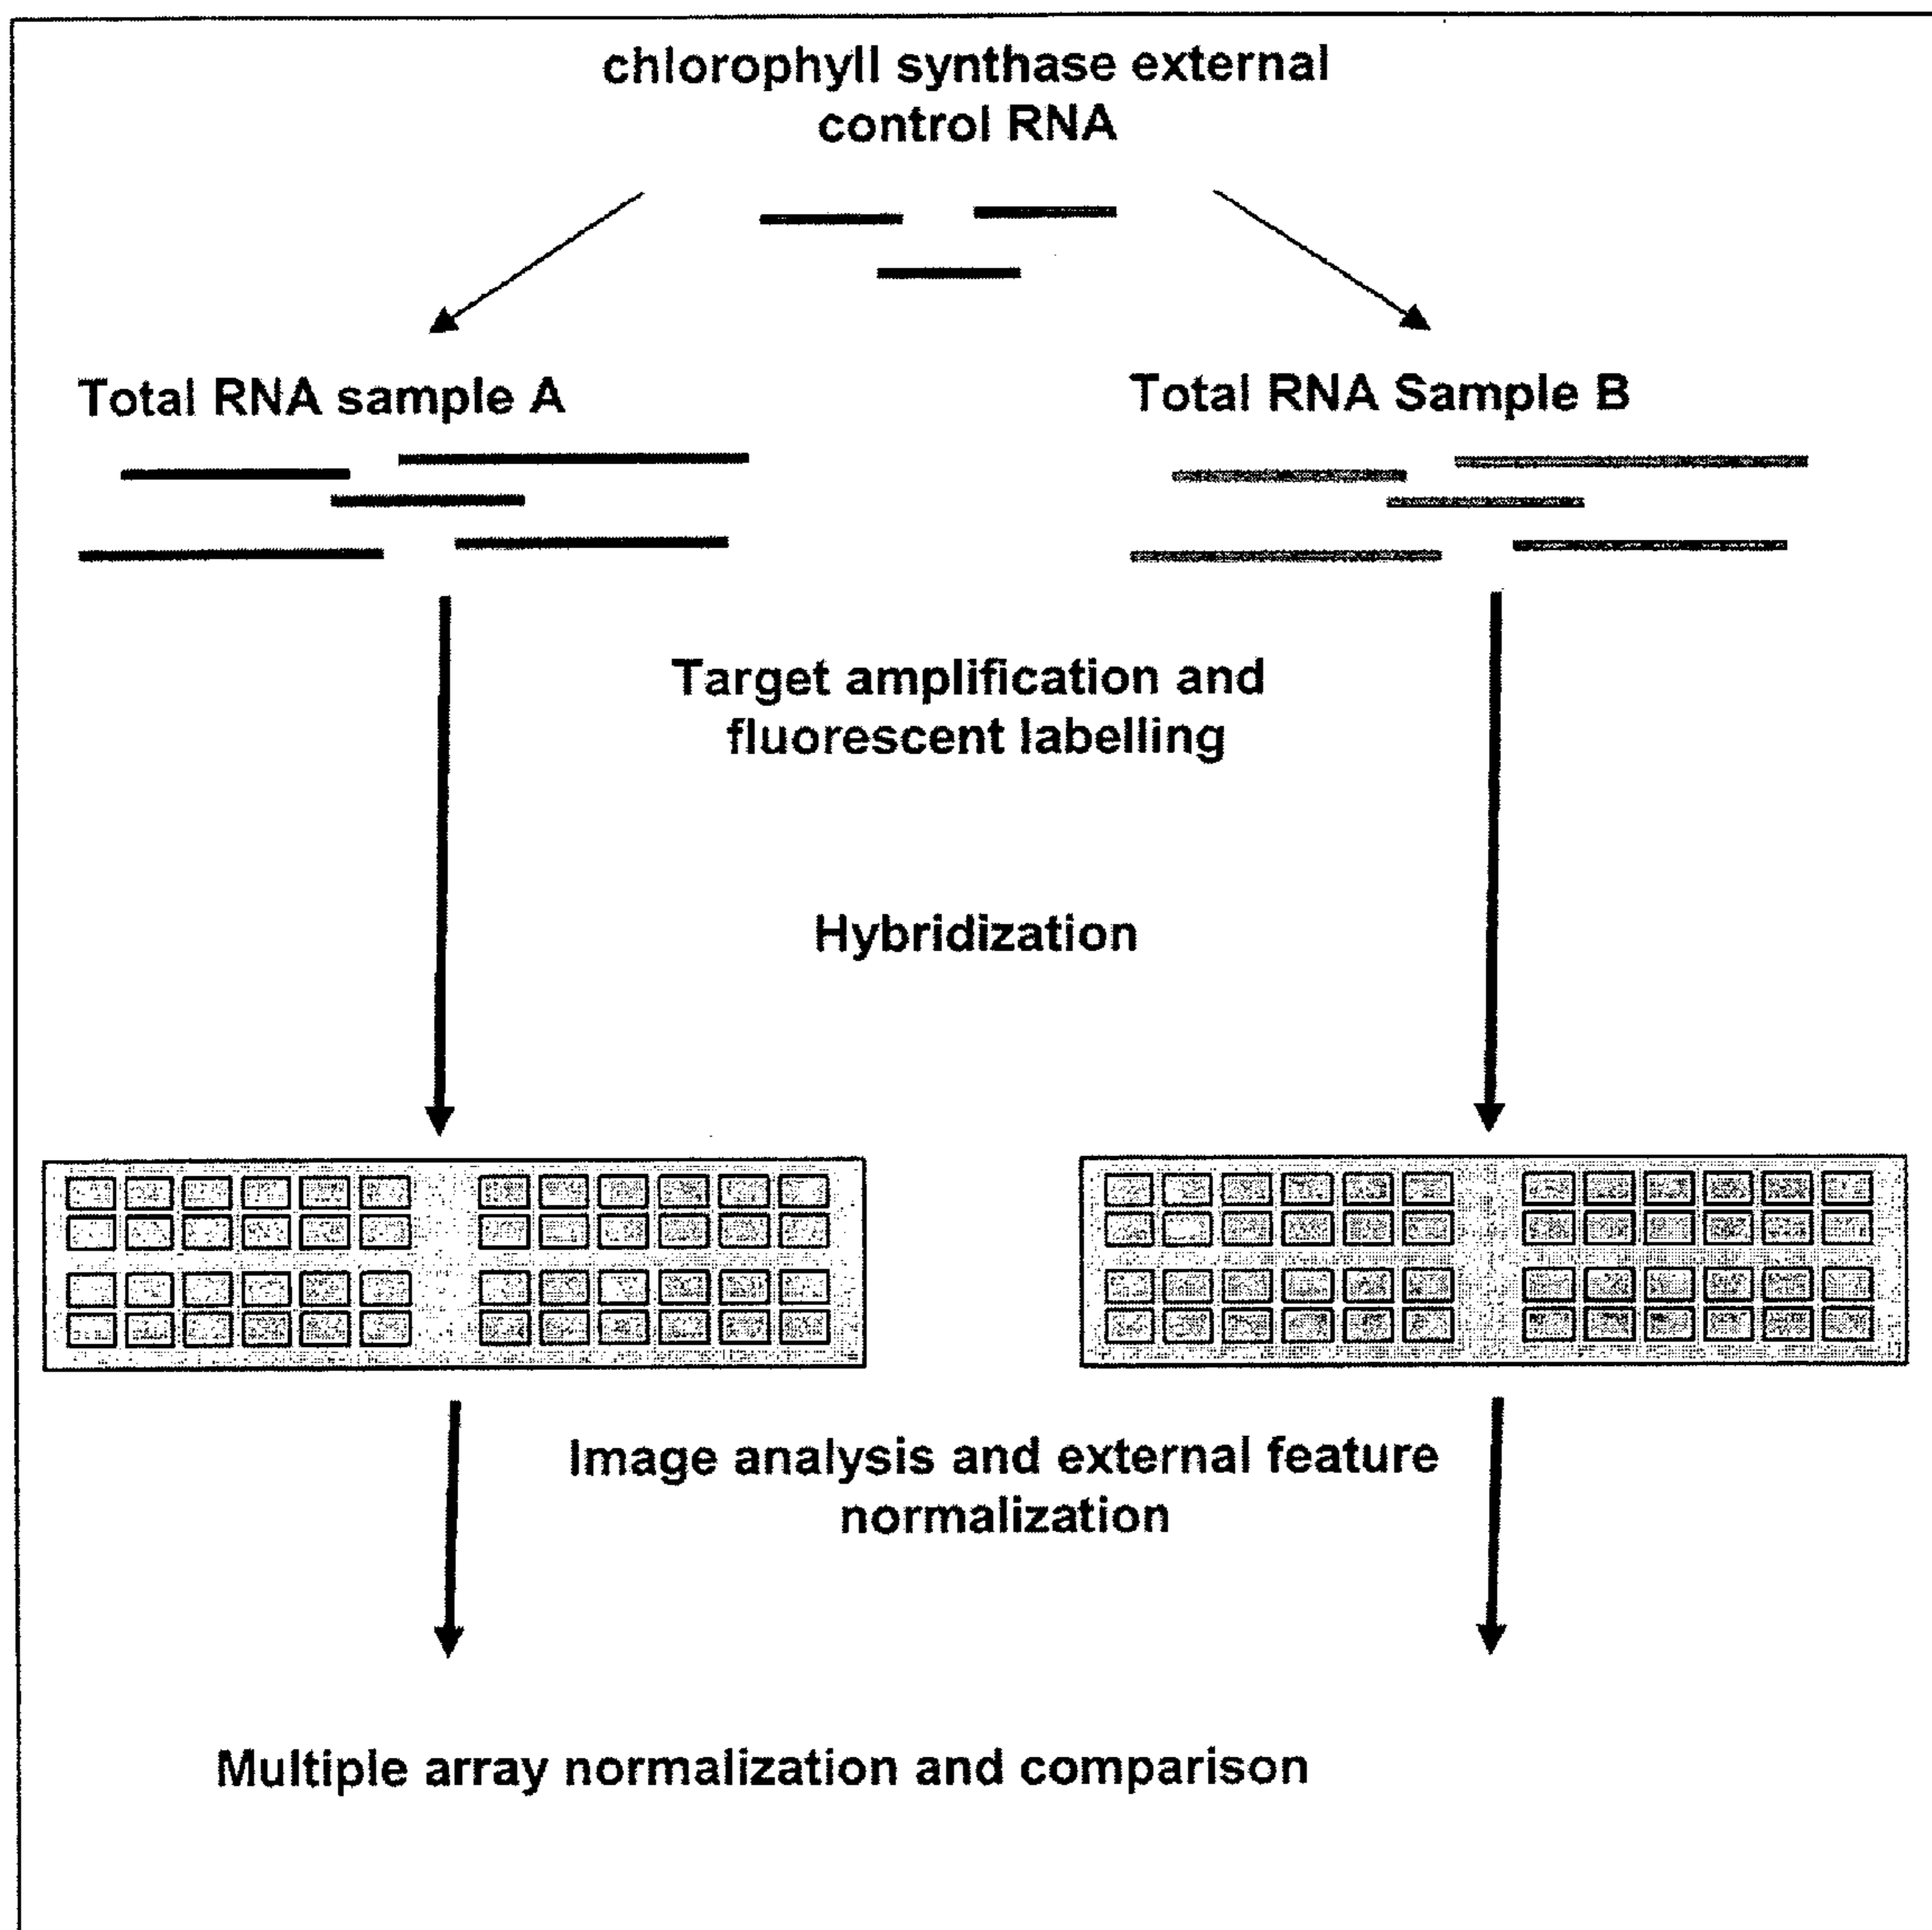 chlorophyll synthase external
control RNA
Total RNA sample A
Total RNA Sample B
Target amplification and
fluorescent labelling
Hybridization
Image analysis and external feature
normalization
Multiple array normalization and comparison